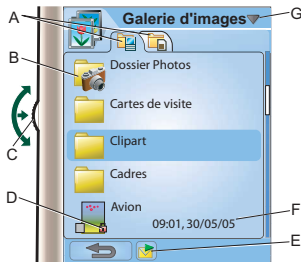 A
Galerie d'images
G
B
Dossier Photos
Cartes de visite
C
Clipart
Cadres
D
Avion
09:01, 30/05/05
F
E